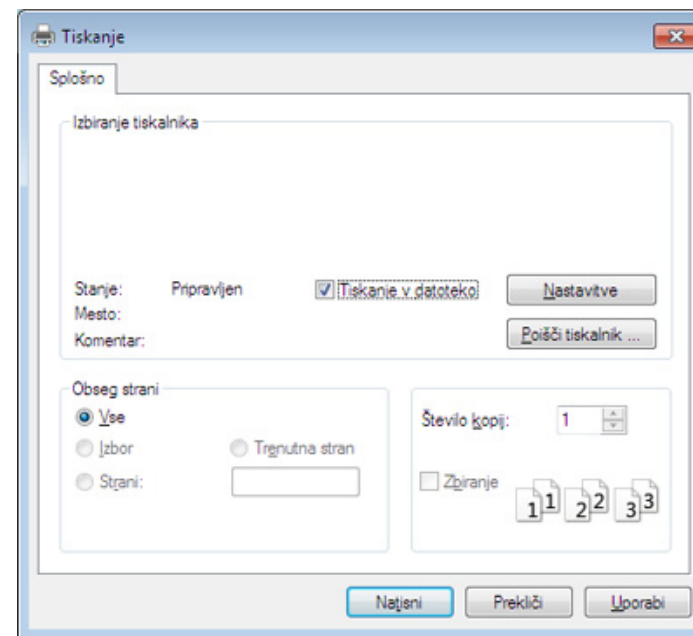 Tiskanje
Splošno
Izbiranje tiskalnika
Stanje: Pripravljen Tiskanje v datoteko Nastavitve
Mesto:
Komentar: Poišči tiskalnik ...
Obseg strani
Vse Število kopij: 1
Izbor Trenutna stran
Strani: Zbiranje
1 1 2 2 3 3
Natisni Prekliči Uporabi